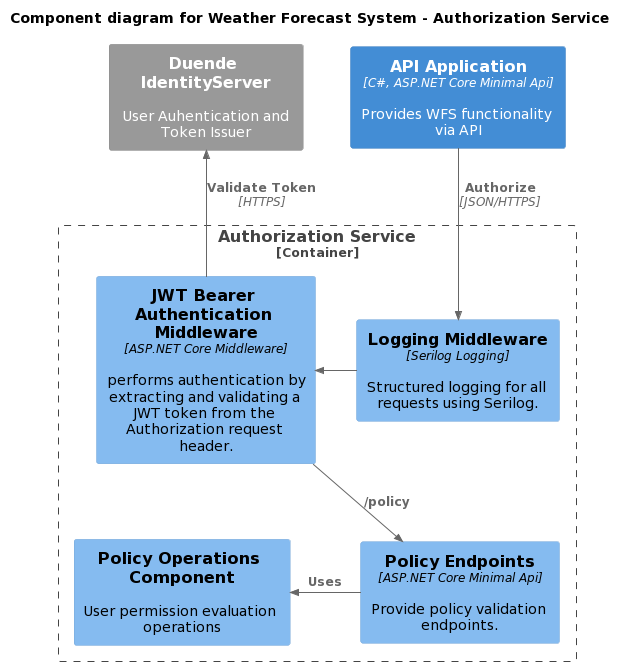 Component diagram for Weather Forecast System - Authorization Service
Duende
IdentityServer
User Auhentication and
Token Issuer
API Application
[C#, ASP.NET Core Minimal Api]
Provides WFS functionality
via API
Validate Token
[HTTPS]
Authorize
[JSON/HTTPS]
Authorization Service
[Container]
JWT Bearer
Authentication
Middleware
[ASP.NET Core Middleware]
performs authentication by
extracting and validating a
JWT token from the
Authorization request
header.
Logging Middleware
[Serilog Logging]
Structured logging for all
requests using Serilog.
/policy
Policy Operations
Component
User permission evaluation
operations
Uses
Policy Endpoints
[ASP.NET Core Minimal Api]
Provide policy validation
endpoints.